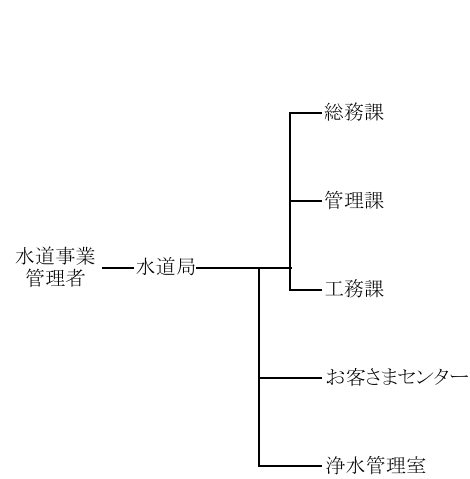 総務課
管理課
水道事業
管理者
水道局
工務課
お客さまセンター
浄水管理室